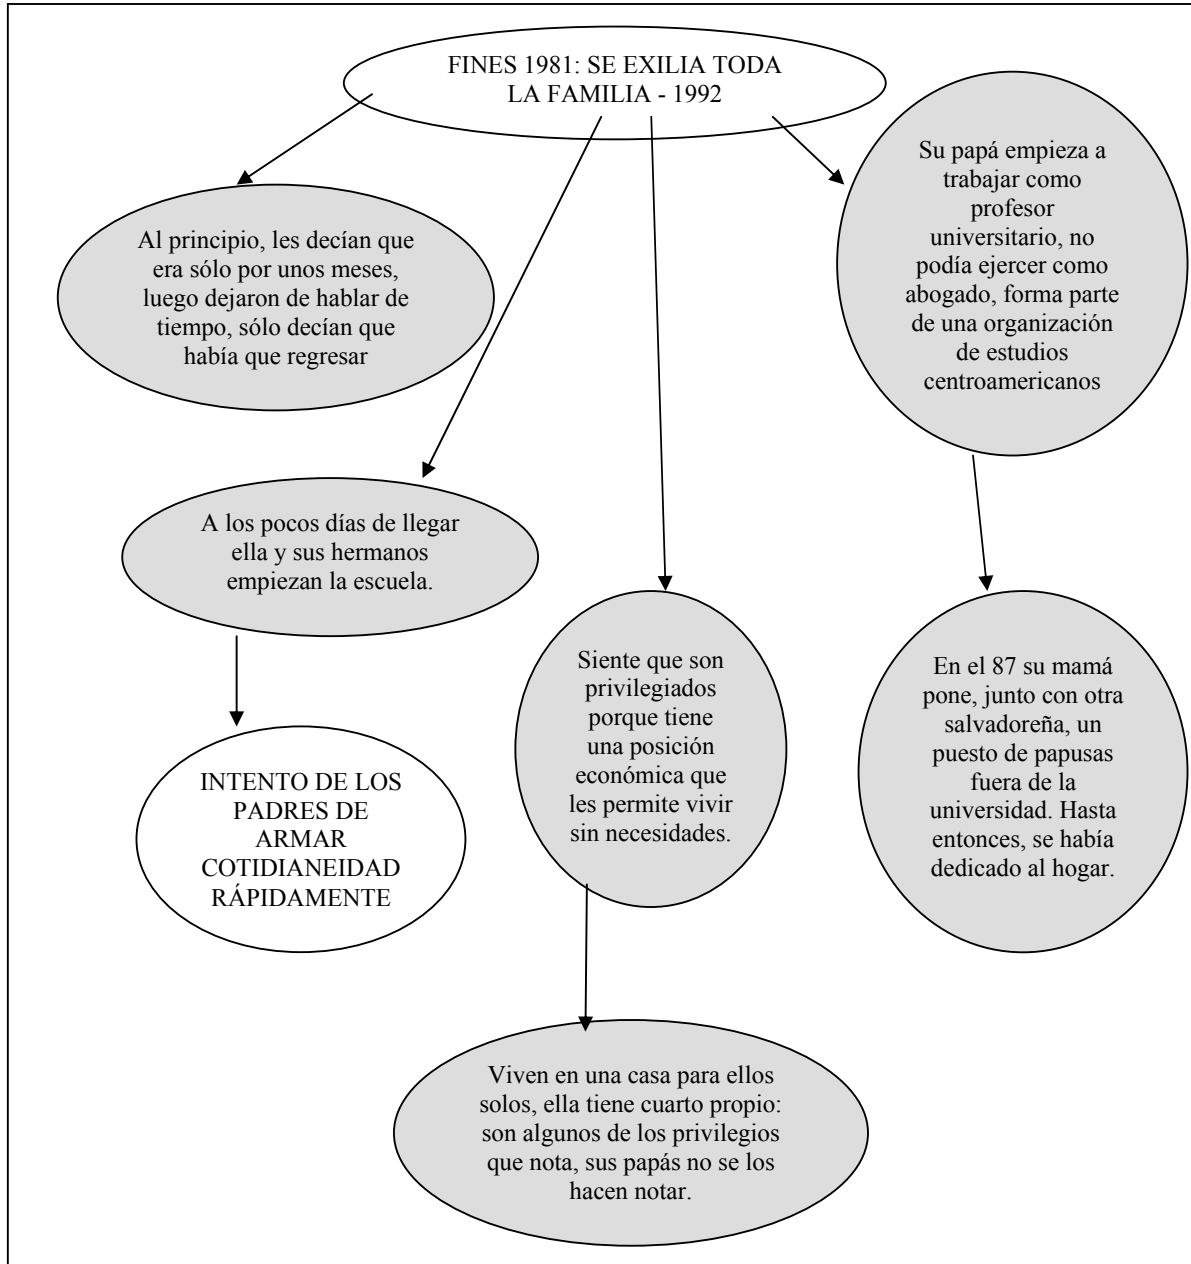 FINES 1981: SE EXILIA TODA
LA FAMILIA - 1992
Al principio, les decían que
era sólo por unos meses,
luego dejaron de hablar de
tiempo, sólo decían que
había que regresar
Su papá empieza a
trabajar como
profesor
universitario, no
podía ejercer como
abogado, forma parte
de una organización
de estudios
centroamericanos
A los pocos días de llegar
ella y sus hermanos
empiezan la escuela.
INTENTO DE LOS
PADRES DE
ARMAR
COTIDIANEIDAD
RÁPIDAMENTE
Siente que son
privilegiados
porque tiene
una posición
económica que
les permite vivir
sin necesidades.
En el 87 su mamá
pone, junto con otra
salvadoreña, un
puesto de papusas
fuera de la
universidad. Hasta
entonces, se había
dedicado al hogar.
Viven en una casa para ellos
solos, ella tiene cuarto propio:
son algunos de los privilegios
que nota, sus papás no se los
hacen notar.